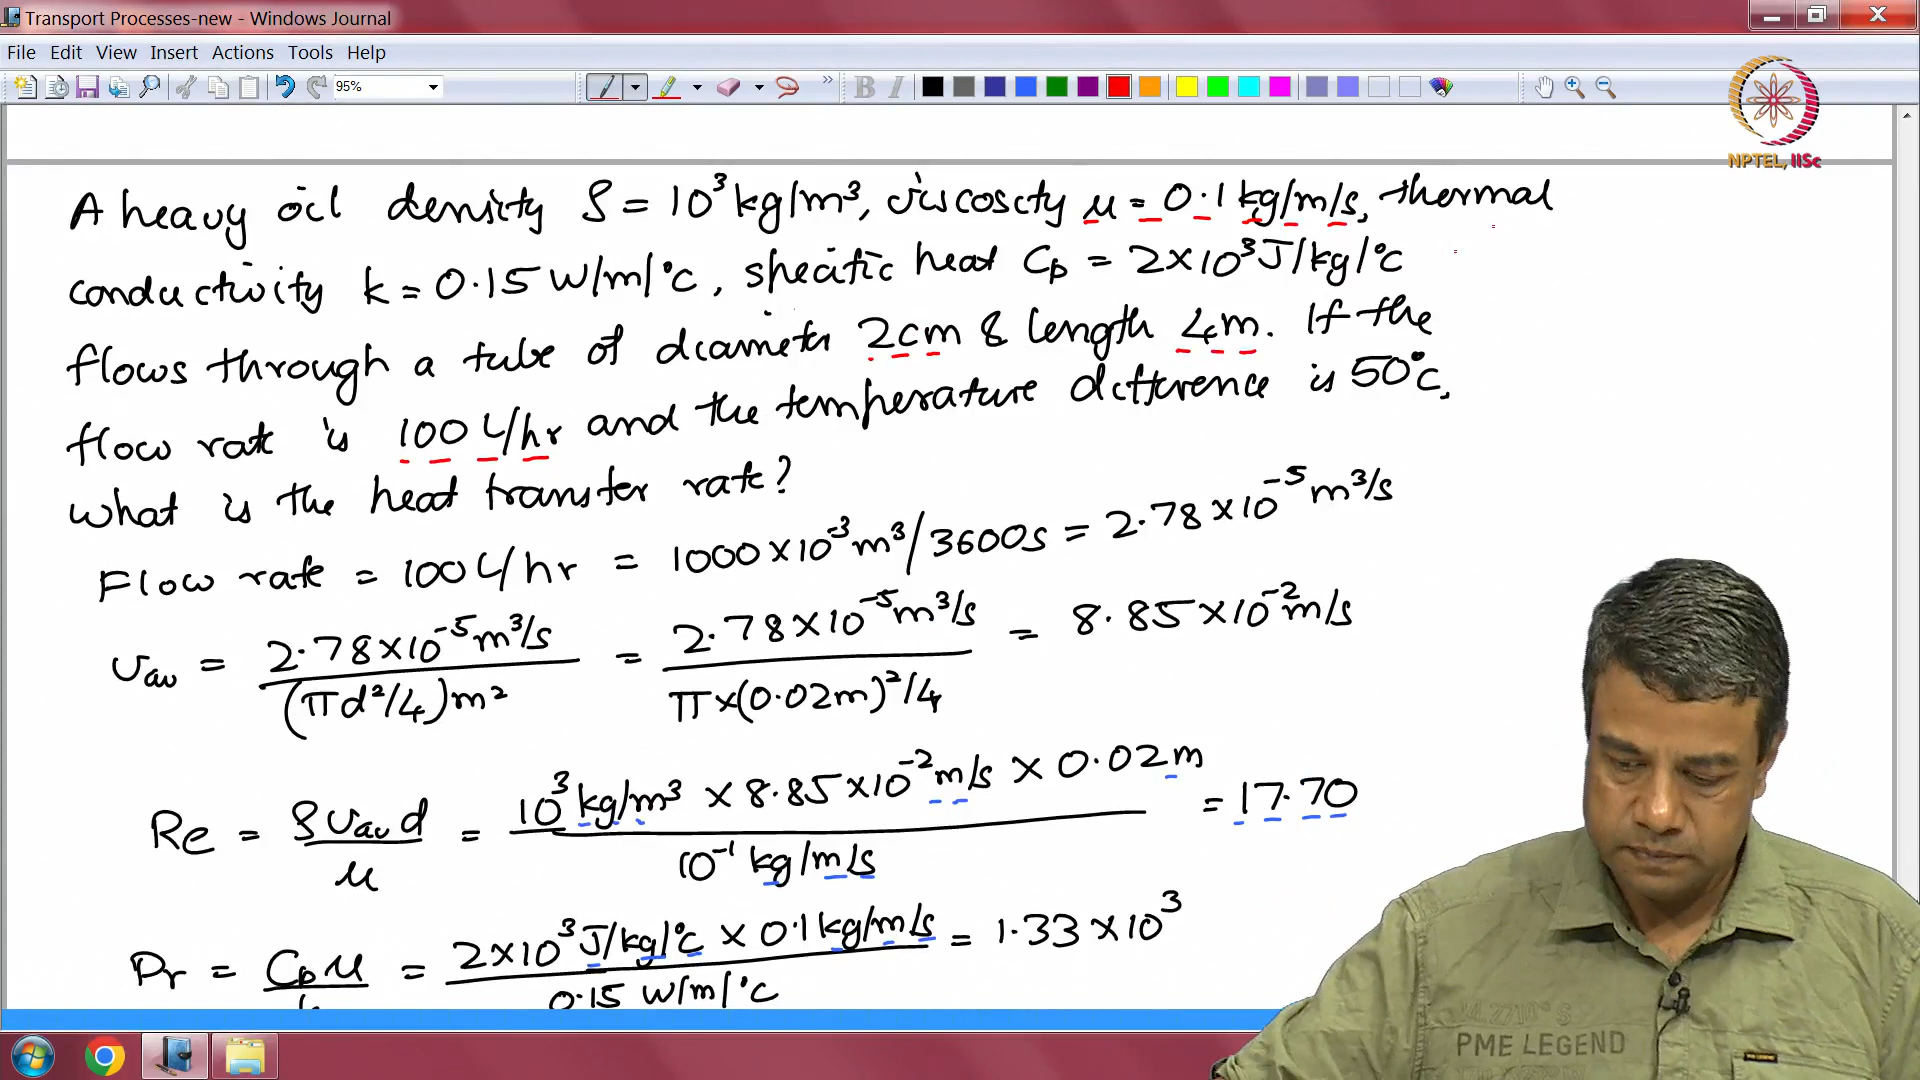 Transport Processes-new - Windows Journal
File Edit View Insert Actions Tools Help
95%
NPTEL, IISc
A heavy oil density ρ = 10³ kg/m³, viscosity μ = 0.1 kg/m/s, thermal
conductivity k = 0.15 W/m/°C, specific heat Cp = 2×10³ J/kg/°C
flows through a tube of diameter 2cm & length 4m. If the
flow rate is 100 L/hr and the temperature difference is 50°C,
what is the heat transfer rate?
Flow rate = 100 L/hr = 1000×10⁻³ m³/3600s = 2.78×10⁻⁵ m³/s
v_av = 2.78×10⁻⁵ m³/s / (πd²/4) m² = 2.78×10⁻⁵ m³/s / π×(0.02m)²/4 = 8.85×10⁻² m/s
Re = ρ v_av d / μ = 10³ kg/m³ × 8.85×10⁻² m/s × 0.02 m / 10⁻¹ kg/m/s = 17.70
Pr = Cp μ / = 2×10³ J/kg/°C × 0.1 kg/m/s / 0.15 W/m/°C = 1.33×10³
PME LEGEND